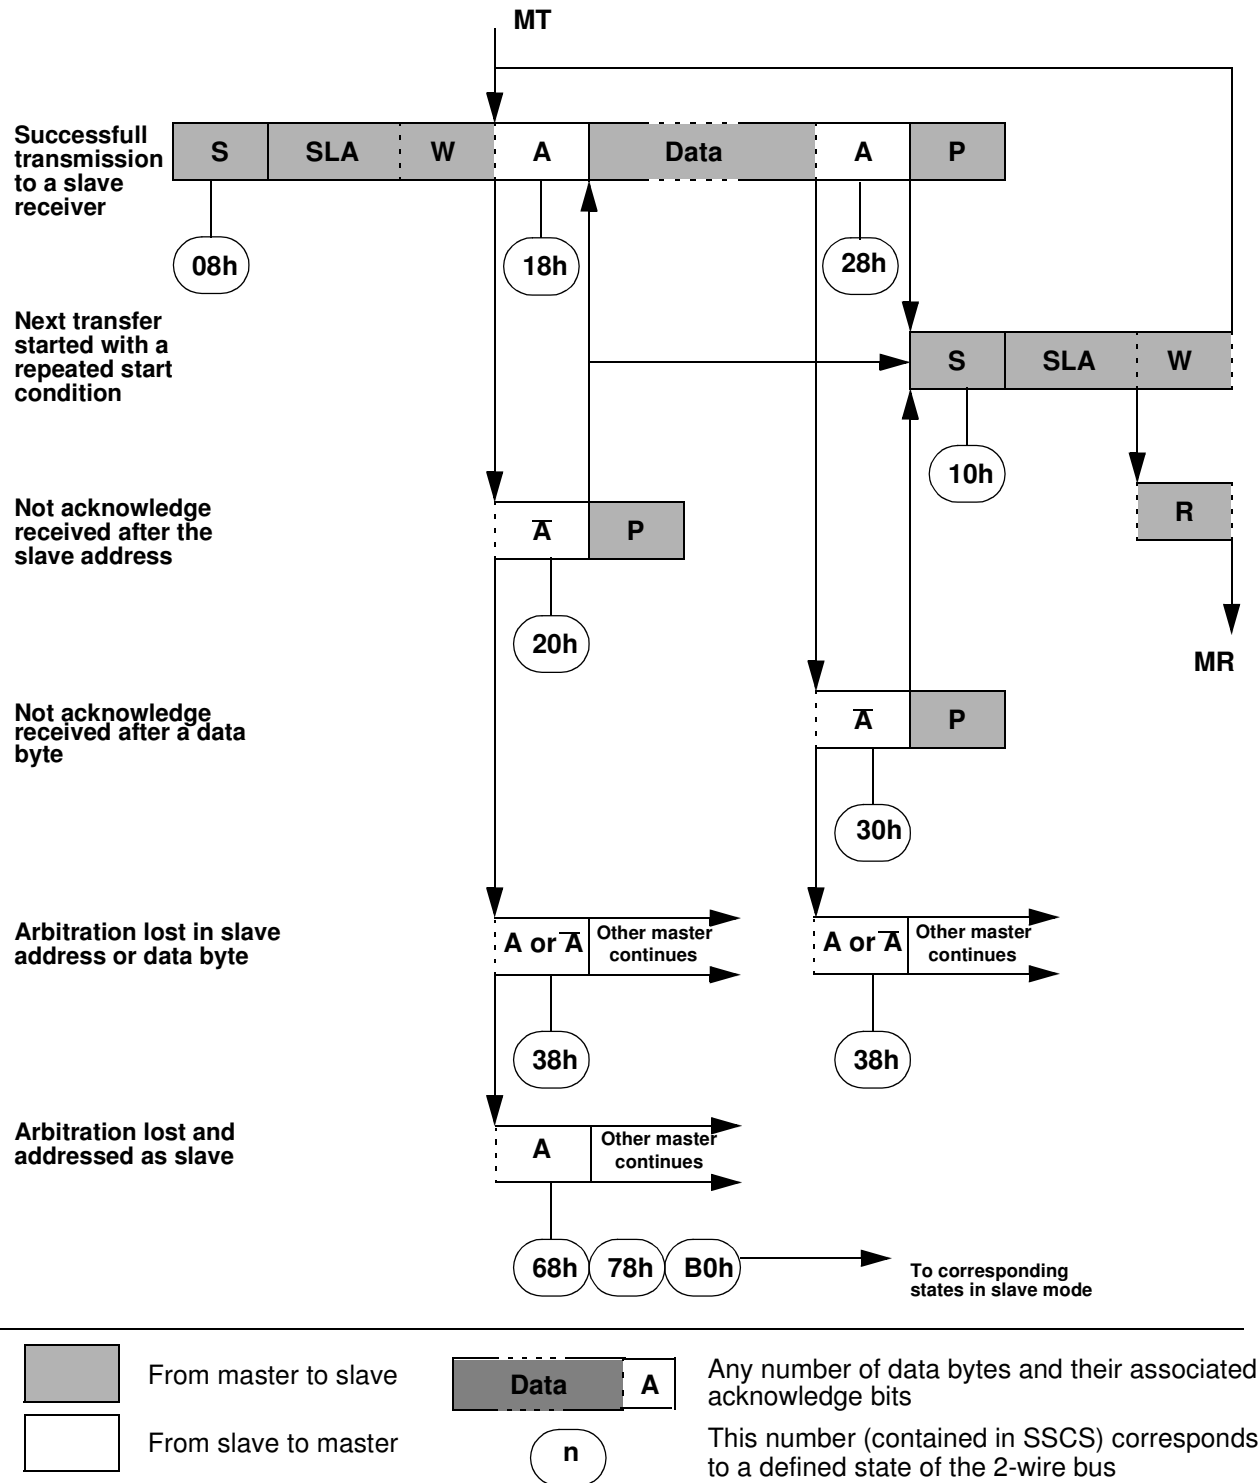 MT
Successfull
transmission
to a slave
receiver
S SLA W A Data A P
08h 18h 28h
Next transfer
started with a
repeated start
condition
S SLA W
10h
Not acknowledge
received after the
slave address
A̅ P
R
20h
MR
Not acknowledge
received after a data
byte
A̅ P
30h
Arbitration lost in slave
address or data byte
A or A̅ Other master
continues
A or A̅ Other master
continues
38h 38h
Arbitration lost and
addressed as slave
A Other master
continues
68h 78h B0h
To corresponding
states in slave mode
From master to slave
Data A
Any number of data bytes and their associated
acknowledge bits
From slave to master
n
This number (contained in SSCS) corresponds
to a defined state of the 2-wire bus